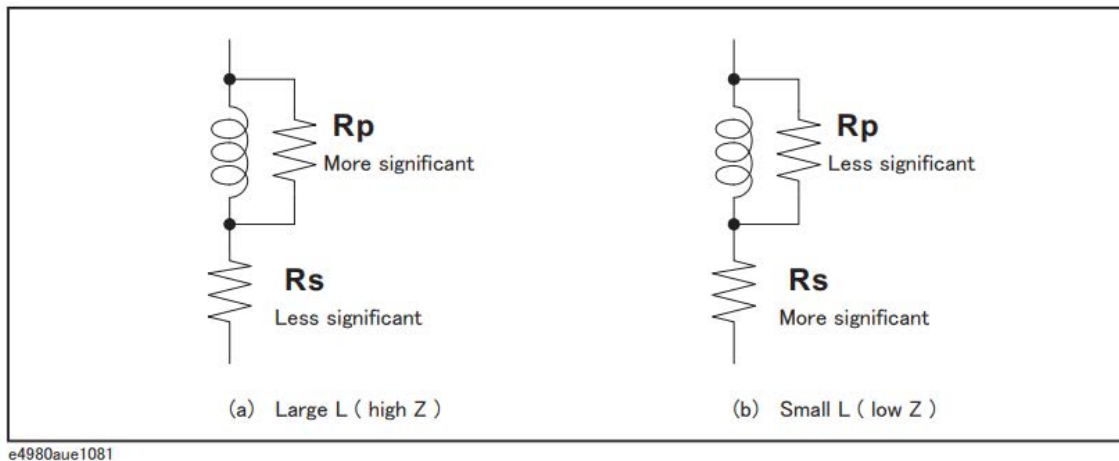 Rp
More significant
Rs
Less significant
(a) Large L ( high Z )
Rp
Less significant
Rs
More significant
(b) Small L ( low Z )
e4980aue1081